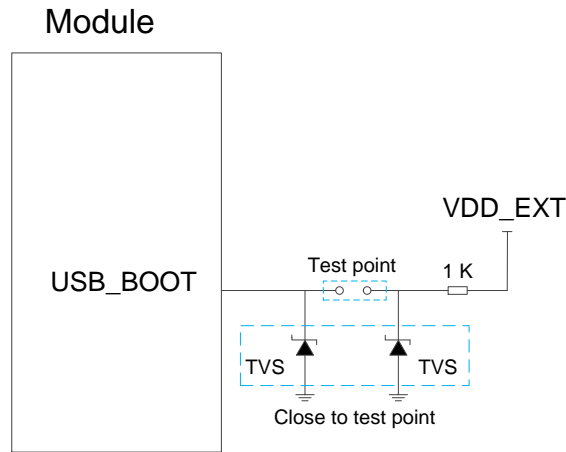 Module
VDD_EXT
Test point
1 K
USB_BOOT
TVS
TVS
Close to test point